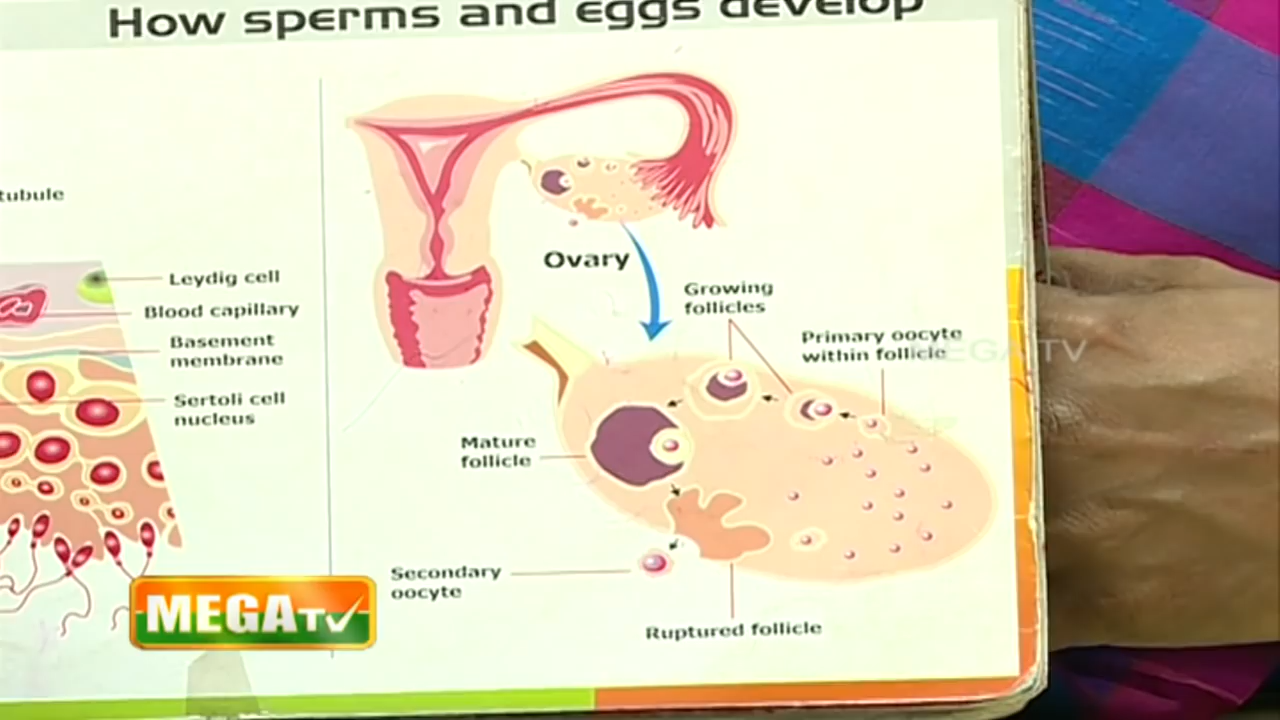 How sperms and eggs develop
tubule
Leydig cell
Blood capillary
Basement
membrane
Sertoli cell
nucleus
Ovary
Growing
follicles
Primary oocyte
within follicle
Mature
follicle
Secondary
oocyte
Ruptured follicle
MEGA TV
MEGA TV